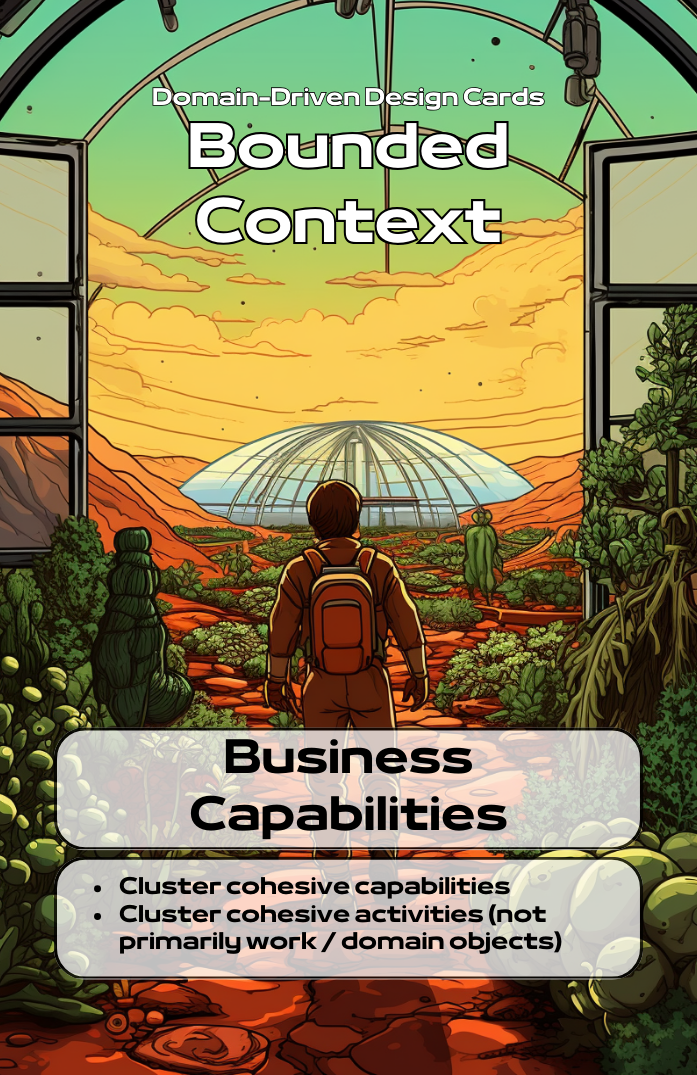 Domain-Driven Design Cards
Bounded
Context
Business
Capabilities
• Cluster cohesive capabilities
• Cluster cohesive activities (not
primarily work / domain objects)